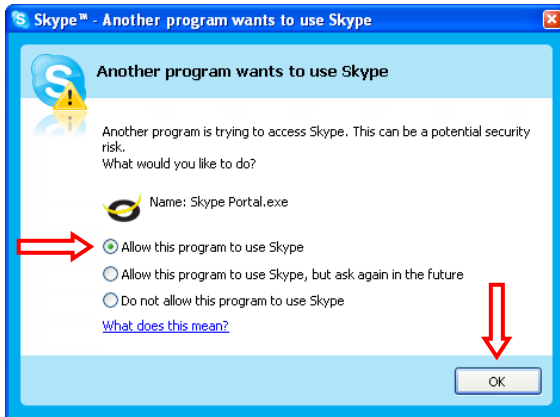 Skype™ - Another program wants to use Skype
Another program wants to use Skype
Another program is trying to access Skype. This can be a potential security
risk.
What would you like to do?
Name: Skype Portal.exe
Allow this program to use Skype
Allow this program to use Skype, but ask again in the future
Do not allow this program to use Skype
What does this mean?
OK